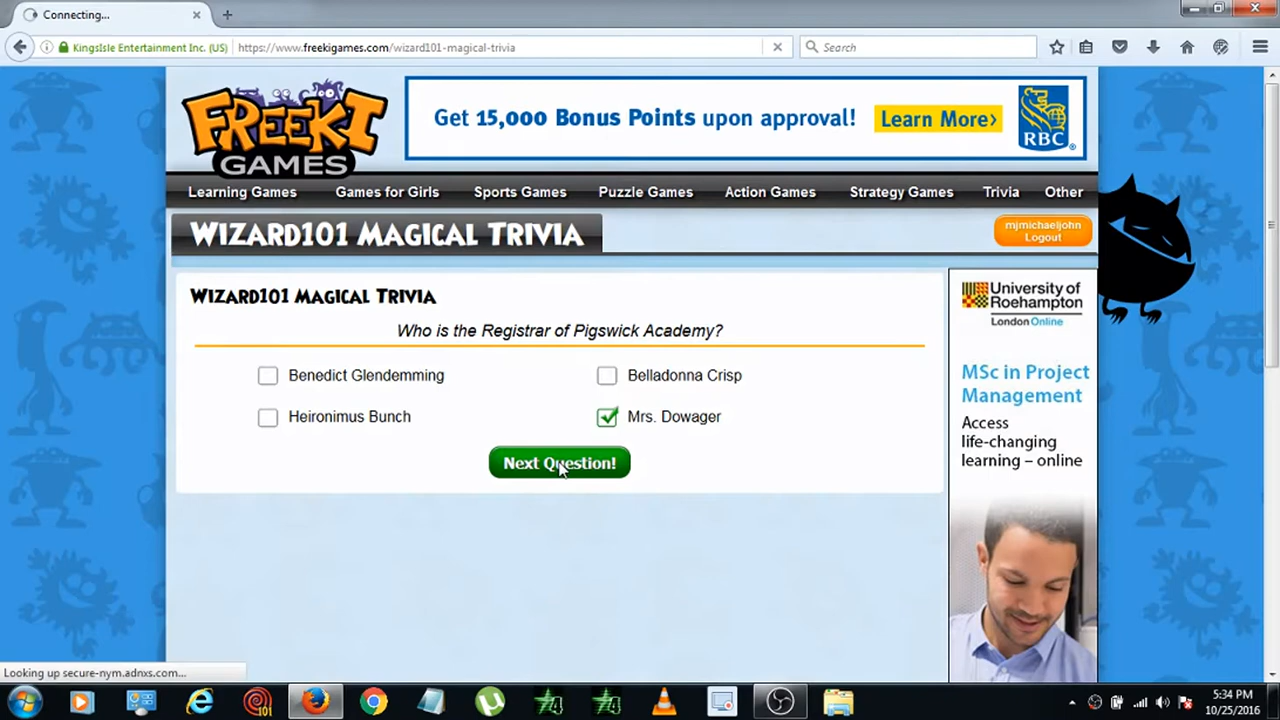 Connecting...
KingsIsle Entertainment Inc. (US)
https://www.freekigames.com/wizard101-magical-trivia
Search
FREEKI
GAMES
Get 15,000 Bonus Points upon approval!
Learn More>
RBC
Learning Games
Games for Girls
Sports Games
Puzzle Games
Action Games
Strategy Games
Trivia
Other
WIZARD101 MAGICAL TRIVIA
mjmichaeljohn
Logout
WIZARD101 MAGICAL TRIVIA
Who is the Registrar of Pigswick Academy?
Benedict Glendemming
Belladonna Crisp
Heironimus Bunch
Mrs. Dowager
Next Question!
University of
Roehampton
London Online
MSc in Project
Management
Access
life-changing
learning – online
Looking up secure-nym.adnxs.com...
101
5:34 PM
10/25/2016